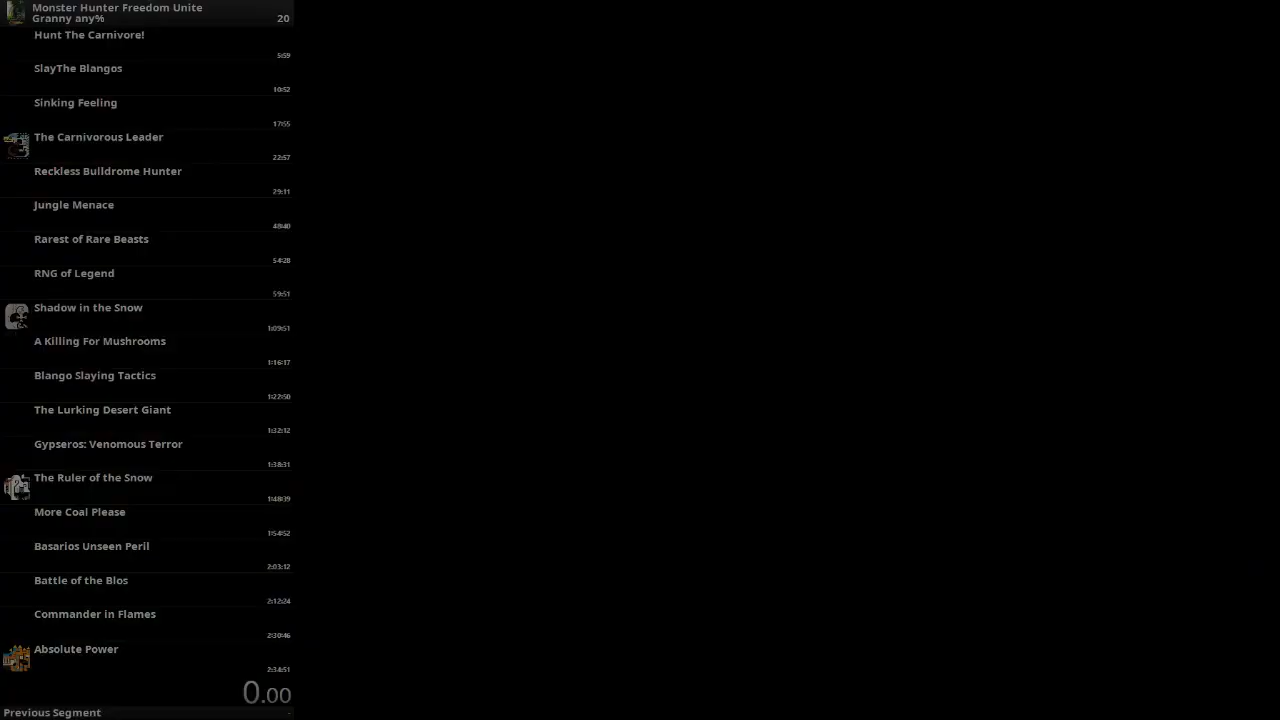 Monster Hunter Freedom Unite
Granny any% 20
Hunt The Carnivore!
5:59
SlayThe Blangos
10:52
Sinking Feeling
17:55
The Carnivorous Leader
22:57
Reckless Bulldrome Hunter
29:11
Jungle Menace
48:40
Rarest of Rare Beasts
54:28
RNG of Legend
59:51
Shadow in the Snow
1:09:51
A Killing For Mushrooms
1:16:17
Blango Slaying Tactics
1:22:50
The Lurking Desert Giant
1:32:12
Gypseros: Venomous Terror
1:38:31
The Ruler of the Snow
1:48:39
More Coal Please
1:54:52
Basarios Unseen Peril
2:03:12
Battle of the Blos
2:12:24
Commander in Flames
2:30:46
Absolute Power
2:34:51
0.00
Previous Segment -